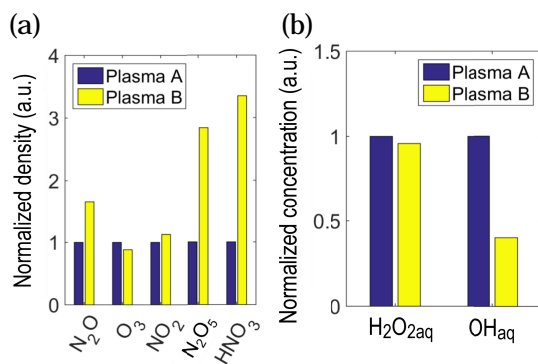 (a)
Normalized density (a.u.)
4
3
2
1
0
Plasma A
Plasma B
N₂O
O₃
NO₂
N₂O₅
HNO₃
(b)
Normalized concentration (a.u.)
1.5
1
0.5
0
Plasma A
Plasma B
H₂O₂aq
OHaq